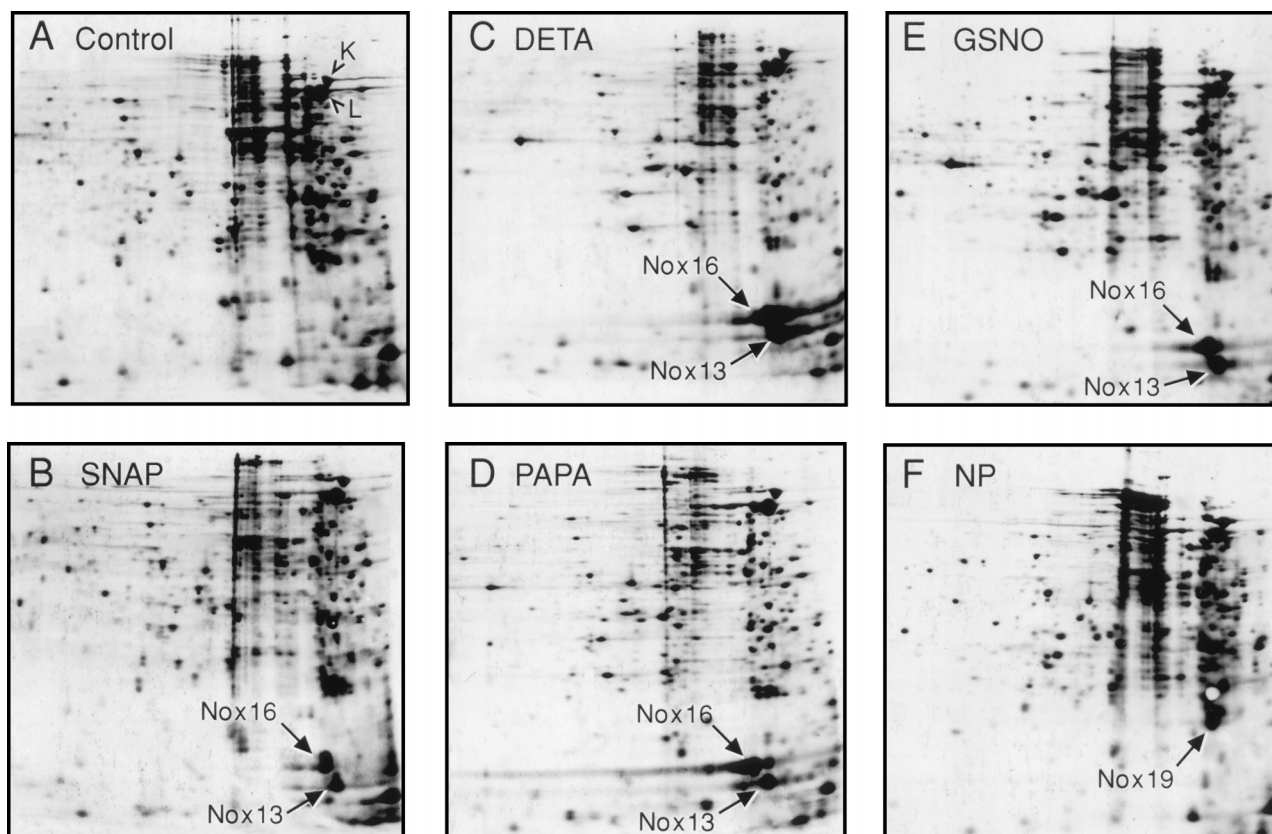 A Control
K
L
C DETA
Nox16
Nox13
E GSNO
Nox16
Nox13
B SNAP
Nox16
Nox13
D PAPA
Nox16
Nox13
F NP
Nox19